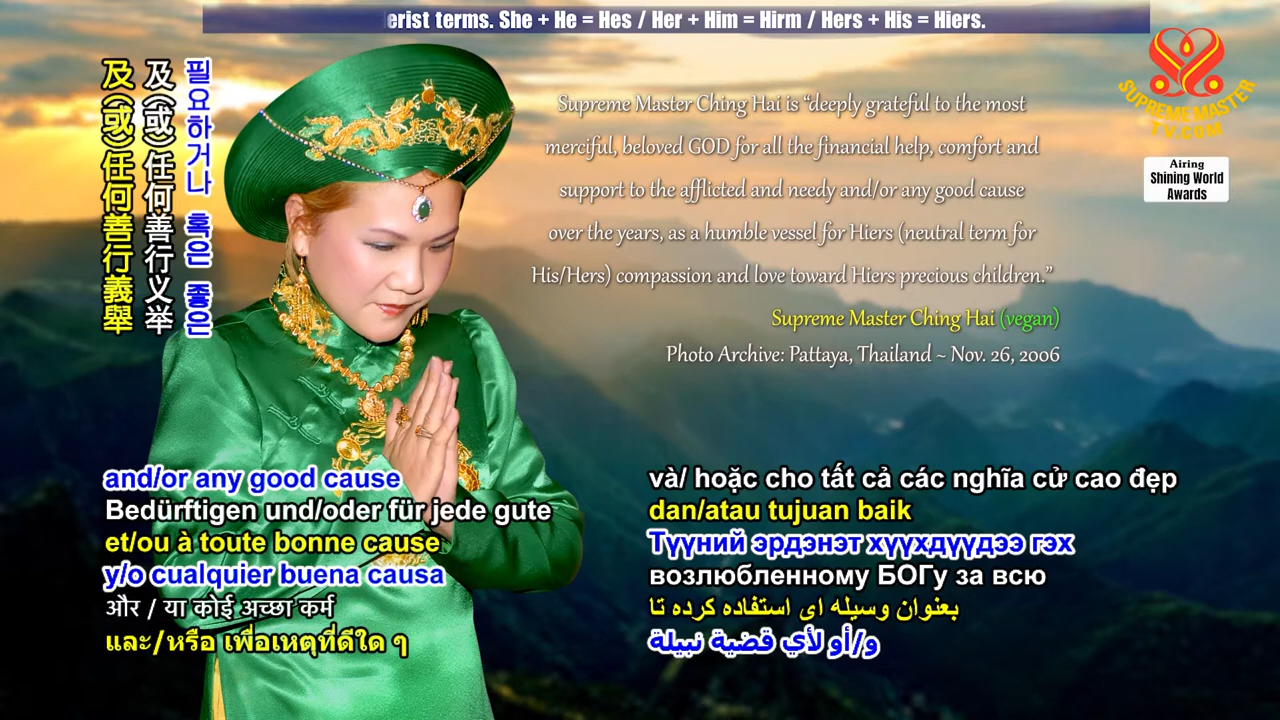 erist terms. She + He = Hes / Her + Him = Hirm / Hers + His = Hiers.
SUPREME MASTER
TV.COM
Airing
Shining World
Awards
Supreme Master Ching Hai is “deeply grateful to the most
merciful, beloved GOD for all the financial help, comfort and
support to the afflicted and needy and/or any good cause
over the years, as a humble vessel for Hiers (neutral term for
His/Hers) compassion and love toward Hiers precious children.”
Supreme Master Ching Hai (vegan)
Photo Archive: Pattaya, Thailand ~ Nov. 26, 2006
필요하거나 혹은 좋은
及(或)任何善行义举
及(或)任何善行義舉
and/or any good cause
Bedürftigen und/oder für jede gute
et/ou à toute bonne cause
y/o cualquier buena causa
और / या कोई अच्छा कर्म
และ/หรือ เพื่อเหตุที่ดีใด ๆ
và/ hoặc cho tất cả các nghĩa cử cao đẹp
dan/atau tujuan baik
Түүний эрдэнэт хүүхдүүдээ гэх
возлюбленному БОГу за всю
بعنوان وسیله ای استفاده کرده تا
و/أو لأي قضية نبيلة